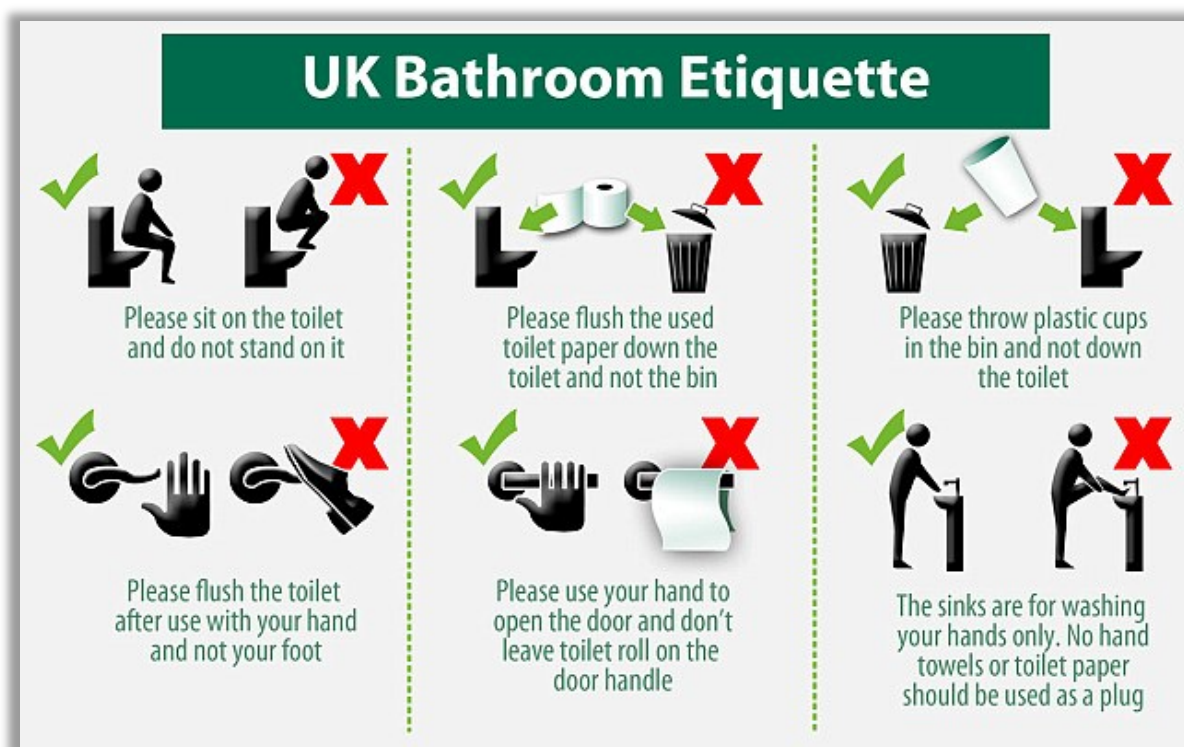 UK Bathroom Etiquette
Please sit on the toilet
and do not stand on it
Please flush the used
toilet paper down the
toilet and not the bin
Please throw plastic cups
in the bin and not down
the toilet
Please flush the toilet
after use with your hand
and not your foot
Please use your hand to
open the door and don't
leave toilet roll on the
door handle
The sinks are for washing
your hands only. No hand
towels or toilet paper
should be used as a plug